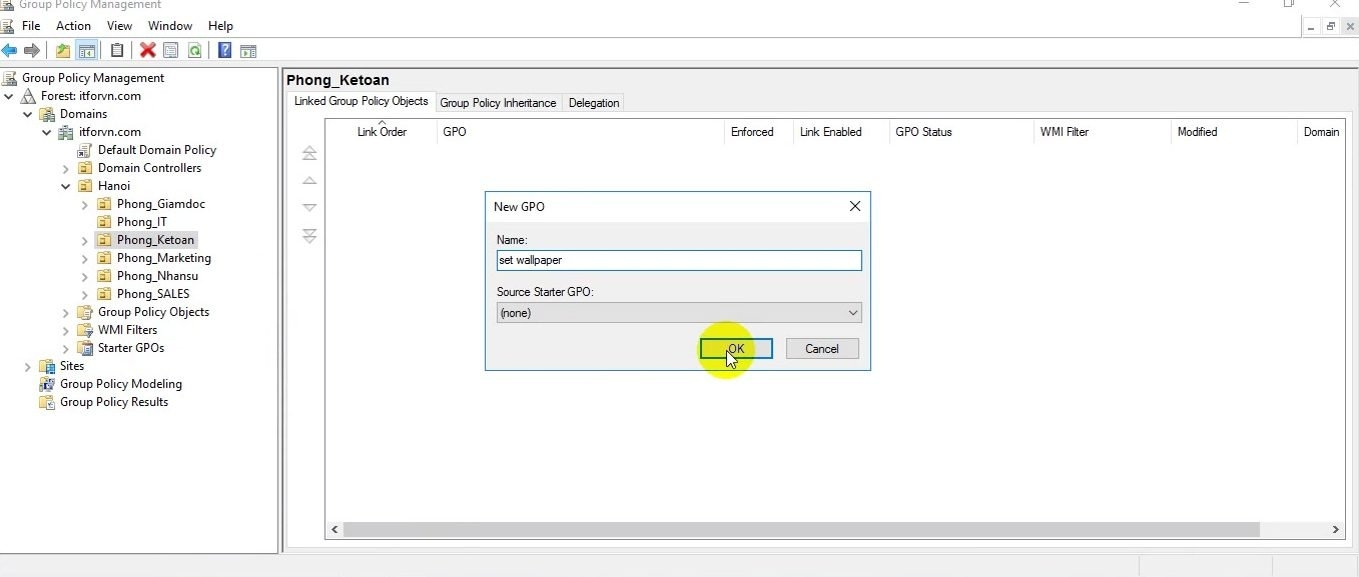 Group Policy Management
File Action View Window Help
Group Policy Management
Forest: itforvn.com
Domains
itforvn.com
Default Domain Policy
Domain Controllers
Hanoi
Phong_Giamdoc
Phong_IT
Phong_Ketoan
Phong_Marketing
Phong_Nhansu
Phong_SALES
Group Policy Objects
WMI Filters
Starter GPOs
Sites
Group Policy Modeling
Group Policy Results
Phong_Ketoan
Linked Group Policy Objects Group Policy Inheritance Delegation
Link Order GPO Enforced Link Enabled GPO Status WMI Filter Modified Domain
New GPO
Name:
set wallpaper
Source Starter GPO:
(none)
OK Cancel